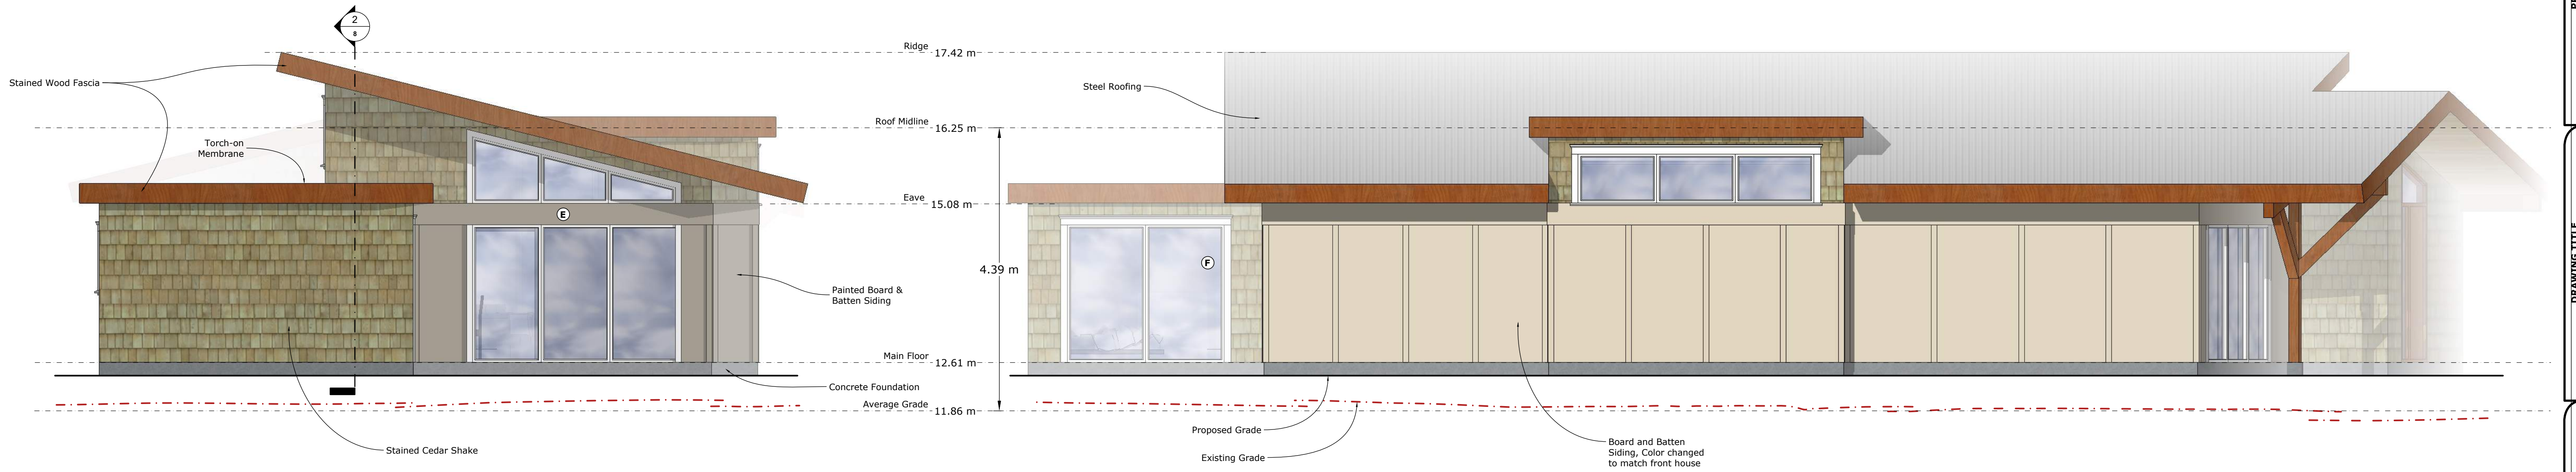 2
8
Stained Wood Fascia
Torch-on
Membrane
E
Painted Board &
Batten Siding
Concrete Foundation
Stained Cedar Shake
Ridge 17.42 m
Roof Midline 16.25 m
Eave 15.08 m
4.39 m
Main Floor 12.61 m
Average Grade 11.86 m
Steel Roofing
F
Proposed Grade
Existing Grade
Board and Batten
Siding, Color changed
to match front house
DRAWING TITLE